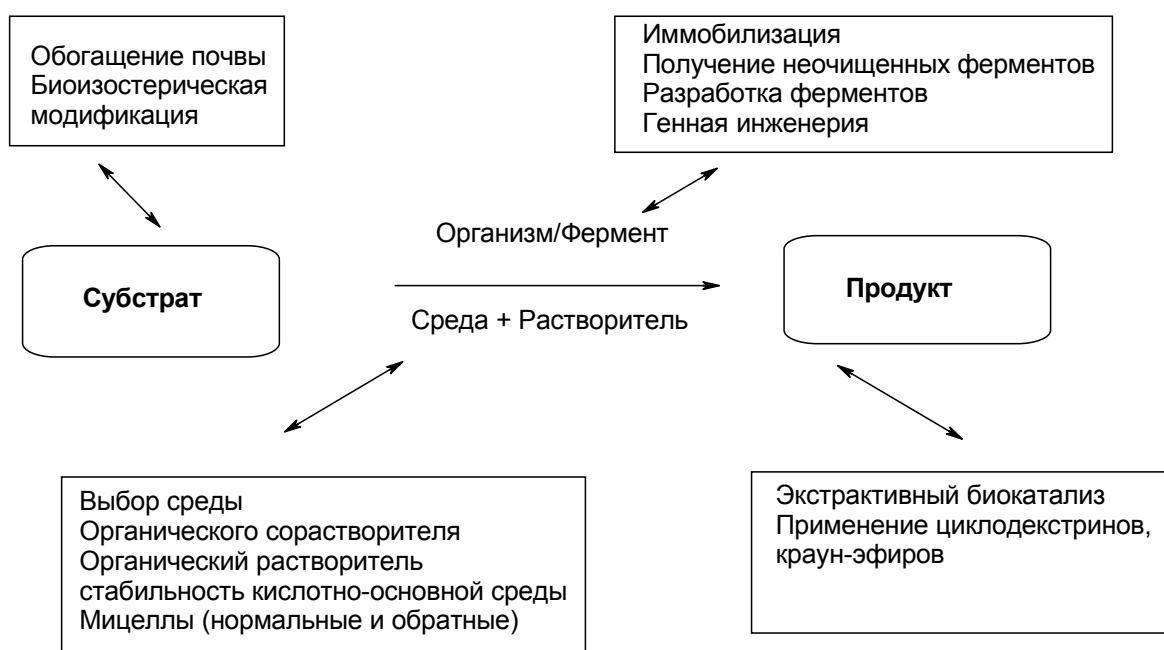 Обогащение почвы
Биоизостерическая
модификация
Иммобилизация
Получение неочищенных ферментов
Разработка ферментов
Генная инженерия
Организм/Фермент
Субстрат
Продукт
Среда + Растворитель
Выбор среды
Органического сорастворителя
Органический растворитель
стабильность кислотно-основной среды
Мицеллы (нормальные и обратные)
Экстрактивный биокатализ
Применение циклодекстринов,
краун-эфиров